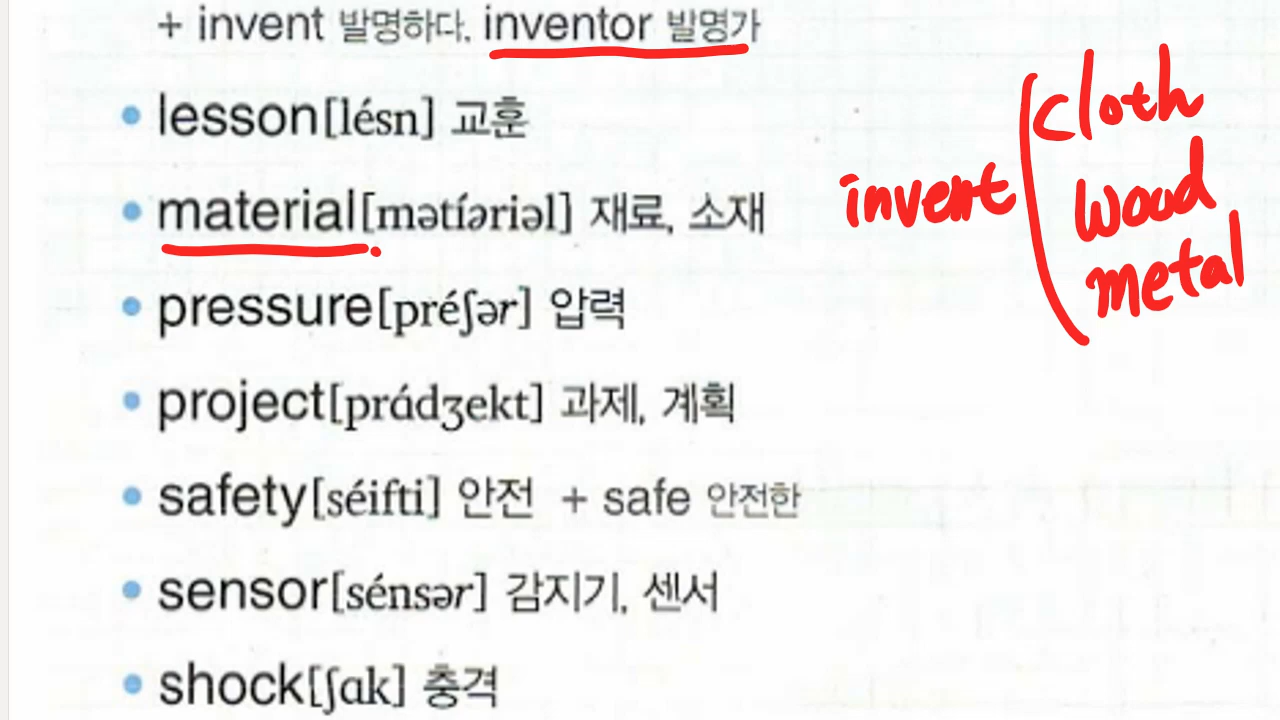 + invent 발명하다, inventor 발명가
• lesson[lésn] 교훈
• material[mətíəriəl] 재료, 소재
• pressure[préʃər] 압력
• project[prádʒekt] 과제, 계획
• safety[séifti] 안전 + safe 안전한
• sensor[sénsər] 감지기, 센서
• shock[ʃɑk] 충격
invent
cloth
wood
metal